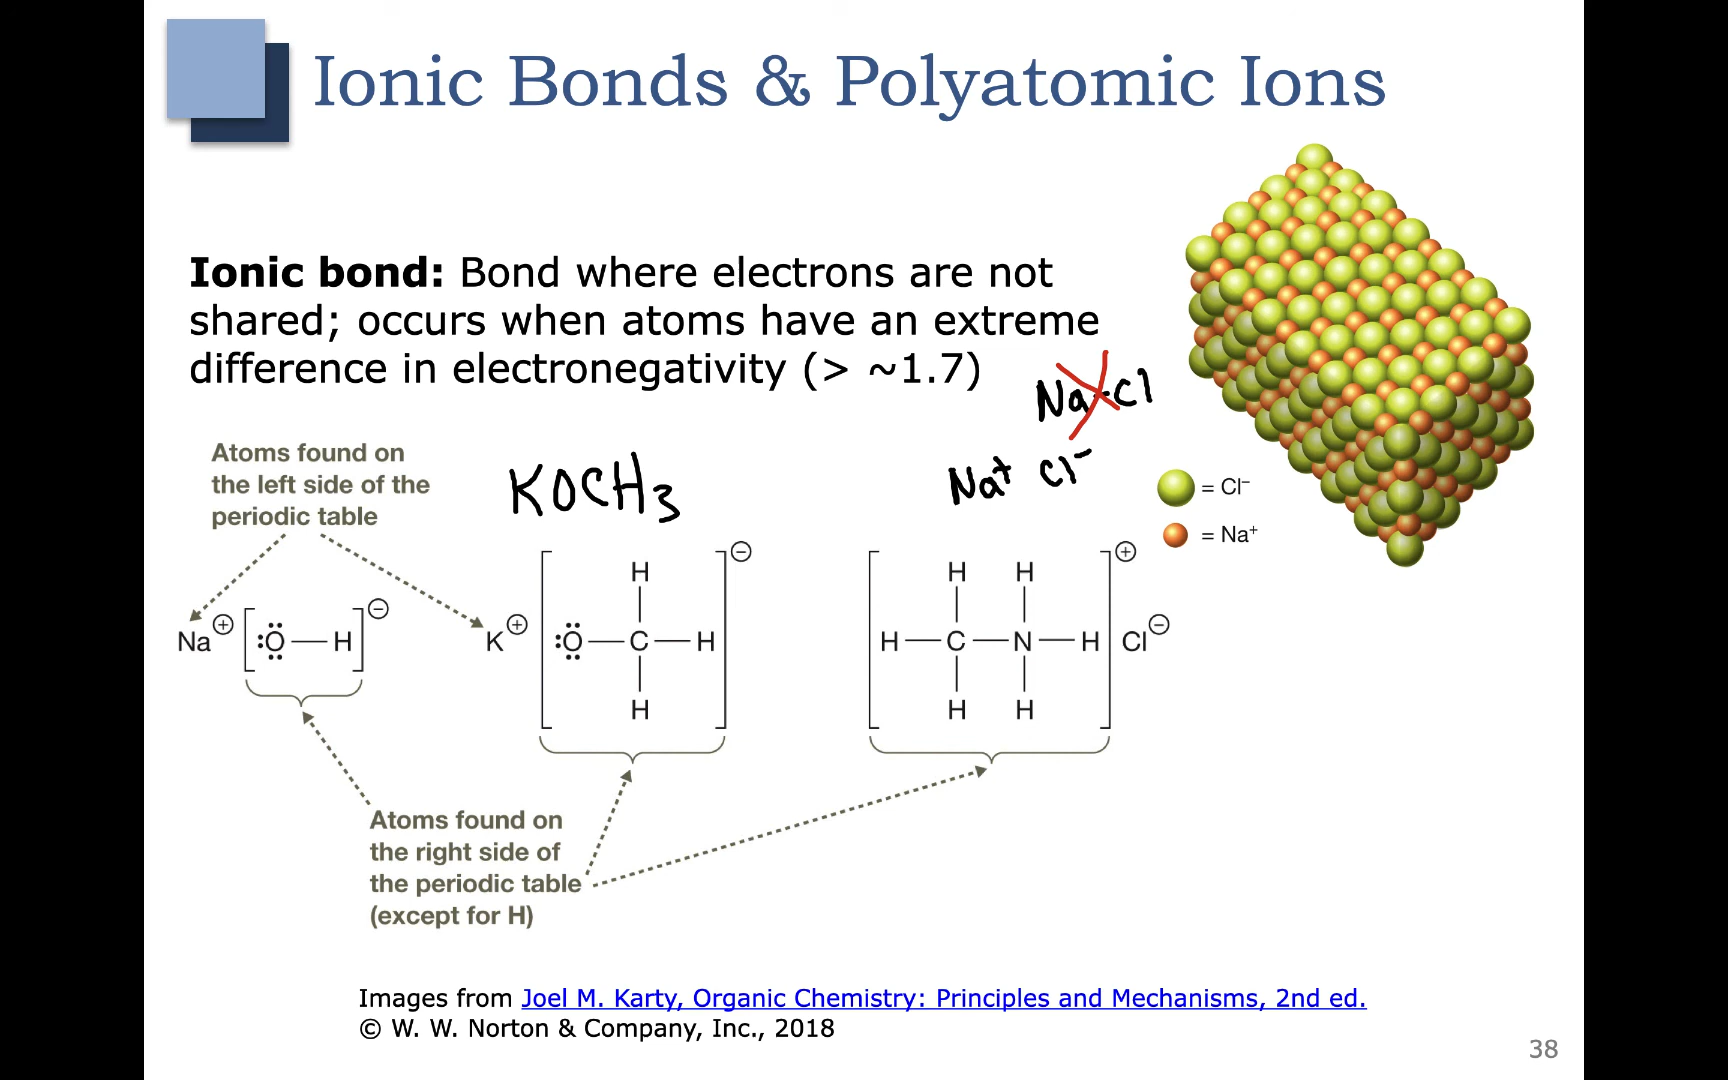 Ionic Bonds & Polyatomic Ions
Ionic bond: Bond where electrons are not
shared; occurs when atoms have an extreme
difference in electronegativity (> ~1.7)
Na-Cl
Na⁺ Cl⁻
= Cl⁻
= Na⁺
Atoms found on
the left side of the
periodic table
KOCH₃
Na⊕ [:Ö—H]⊖
K⊕
⊖
H
:Ö—C—H
H
⊕
H H
H—C—N—H Cl⊖
H H
Atoms found on
the right side of
the periodic table
(except for H)
Images from Joel M. Karty, Organic Chemistry: Principles and Mechanisms, 2nd ed.
© W. W. Norton & Company, Inc., 2018
38